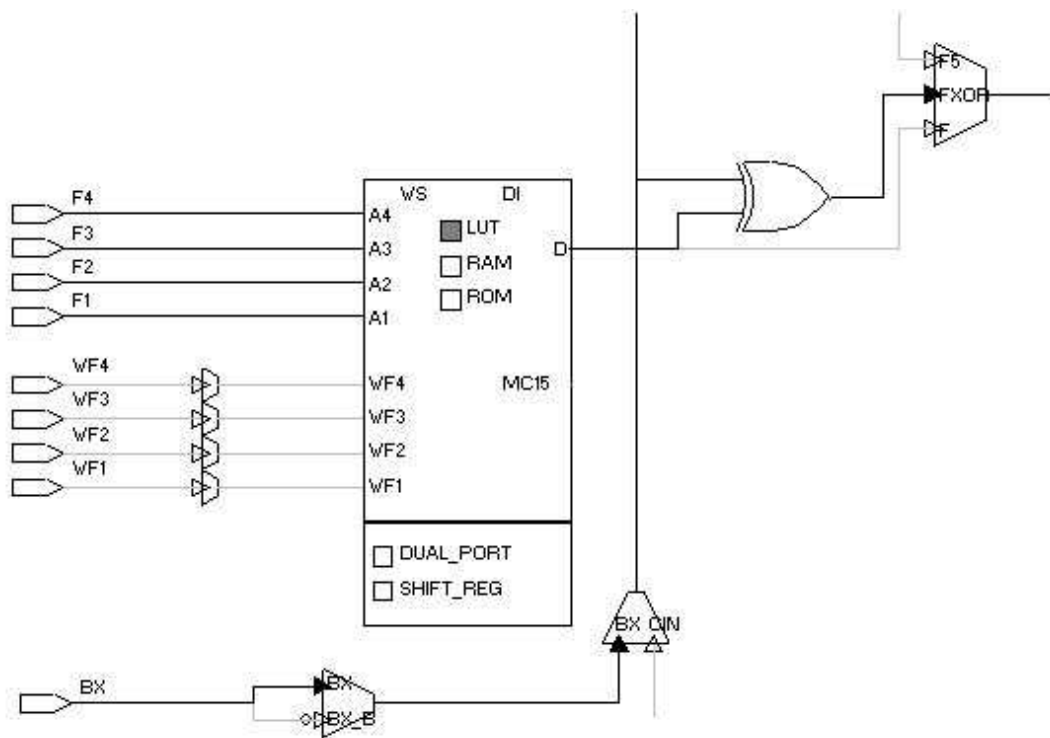 F5
FXOR
F
F4
F3
F2
F1
WS
DI
A4
LUT
A3
D
RAM
A2
ROM
A1
WF4
WF3
WF2
WF1
WF4
MC15
WF3
WF2
WF1
DUAL_PORT
SHIFT_REG
BX CIN
BX
BX
BX_B